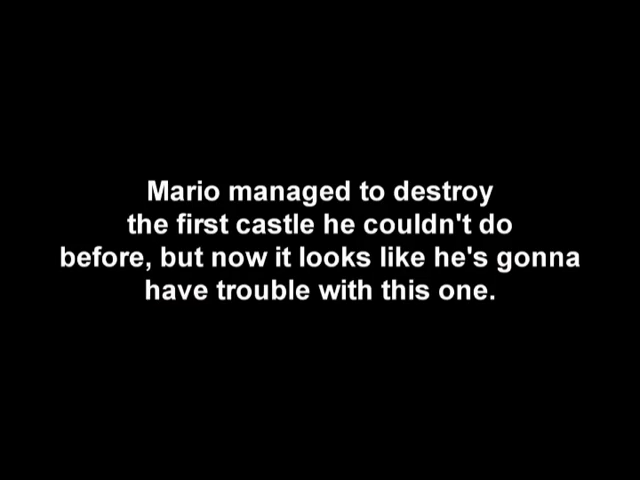 Mario managed to destroy
the first castle he couldn't do
before, but now it looks like he's gonna
have trouble with this one.